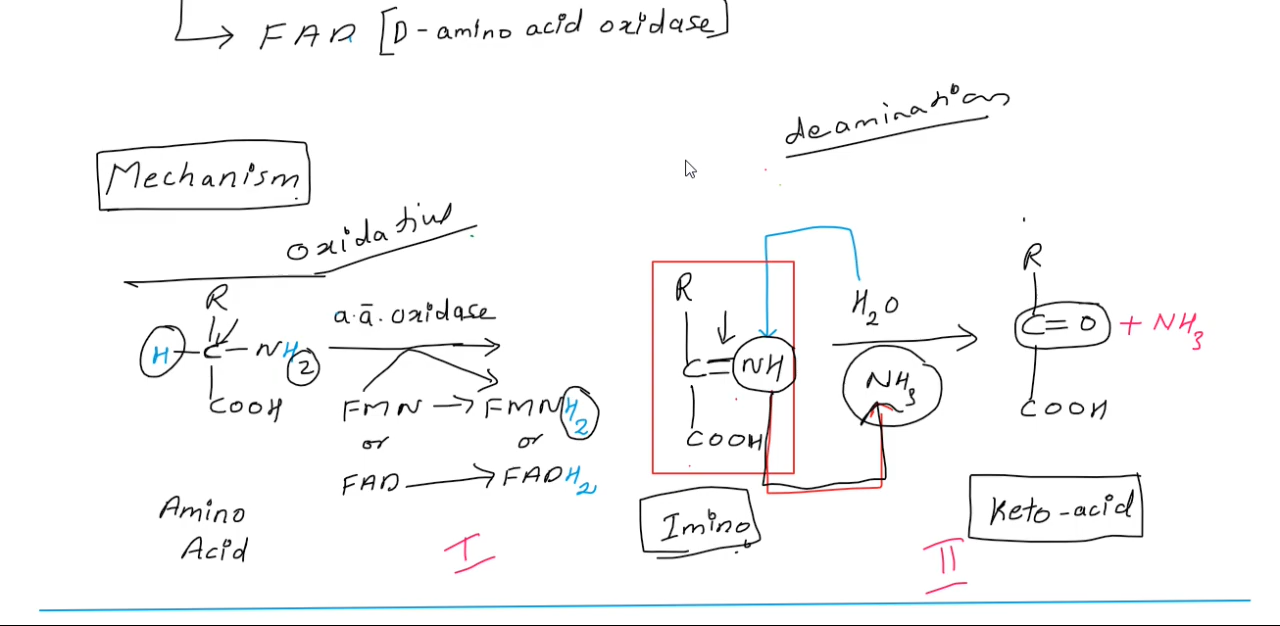 FAD [D-amino acid oxidase]
deamination
Mechanism
oxidative
R
H-C-NH2
COOH
a.ā. oxidase
FMN → FMNH2
or or
FAD → FADH2
Amino
Acid
I
R
C=NH
COOH
Imino
H2O
NH3
II
R
C=O + NH3
COOH
Keto-acid